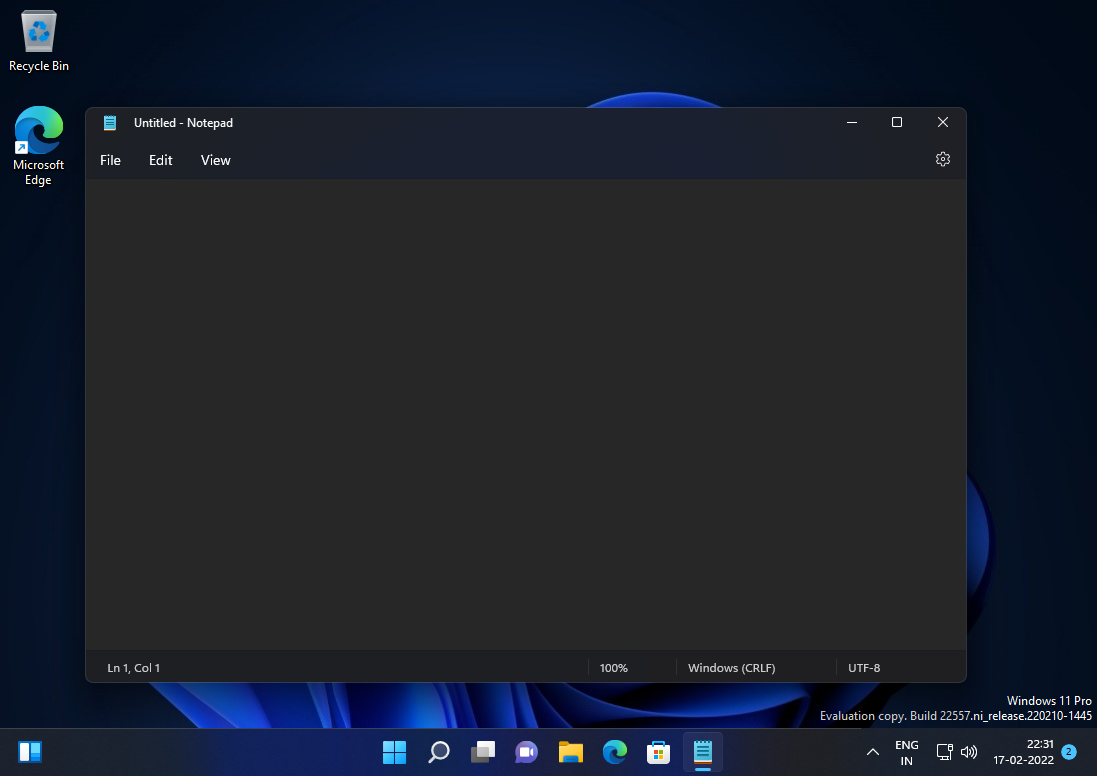 Recycle Bin
Microsoft
Edge
Untitled - Notepad
File Edit View
Ln 1, Col 1 100% Windows (CRLF) UTF-8
Windows 11 Pro
Evaluation copy. Build 22557.ni_release.220210-1445
ENG
IN
22:31
17-02-2022
2